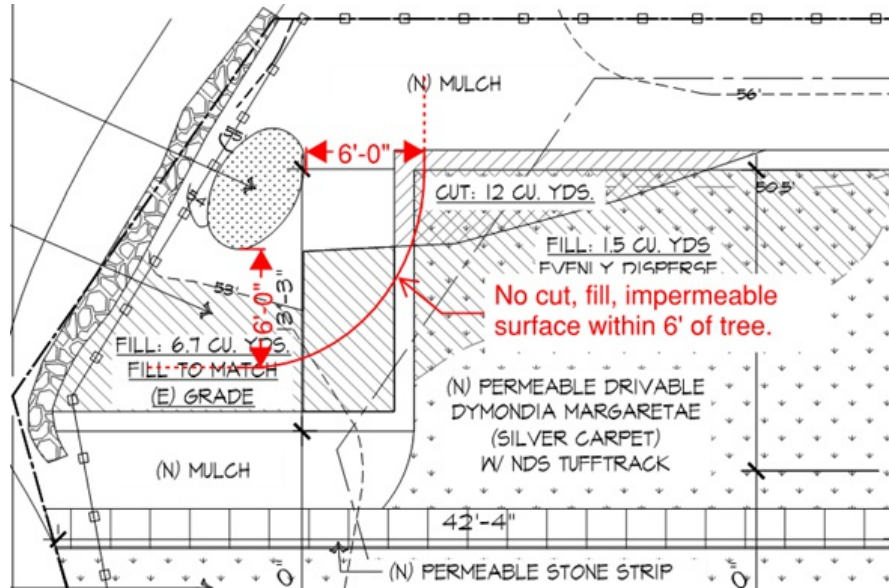 (N) MULCH
56'
55'
54'
6'-0"
CUT: 12 CU. YDS.
50.5'
FILL: 1.5 CU. YDS
EVENLY DISPERSE
53'
6'-0"
13'-3"
No cut, fill, impermeable
surface within 6' of tree.
FILL: 6.7 CU. YDS.
FILL TO MATCH
(E) GRADE
(N) PERMEABLE DRIVABLE
DYMONDIA MARGARETAE
(SILVER CARPET)
W/ NDS TUFFTRACK
(N) MULCH
42'-4"
(N) PERMEABLE STONE STRIP